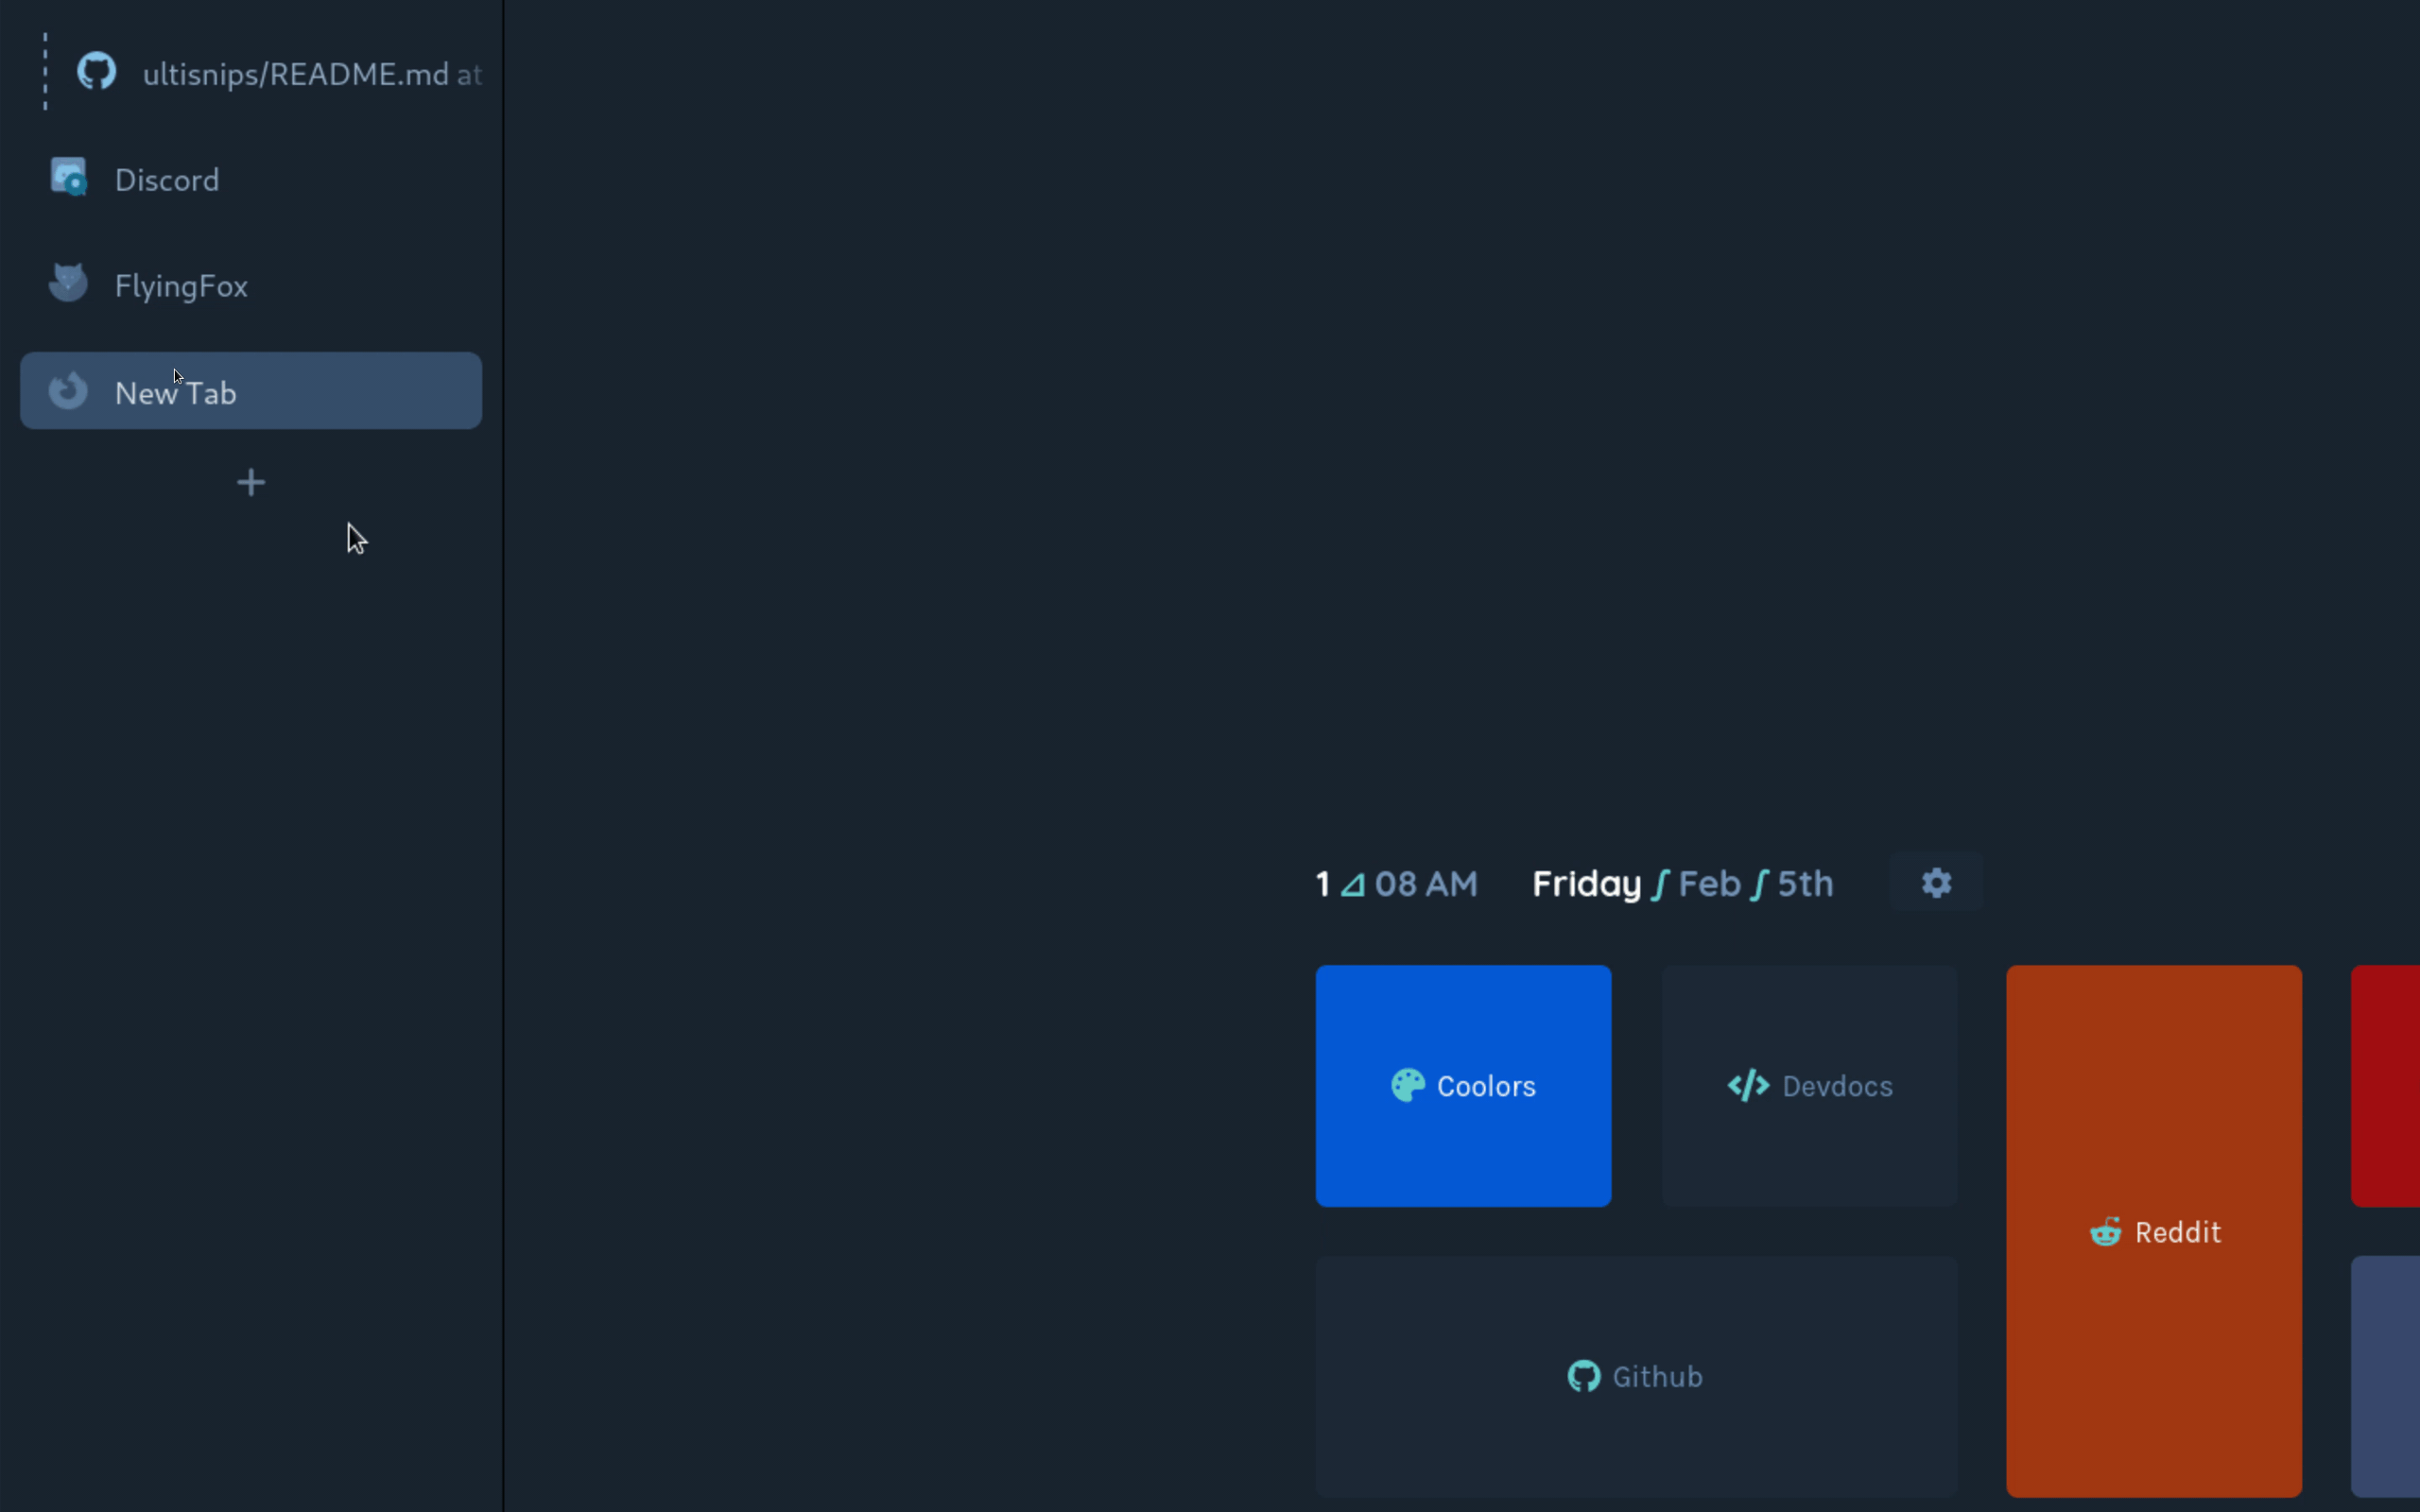 ultisnips/README.md at
Discord
FlyingFox
New Tab
1 ⊿ 08 AM Friday ∫ Feb ∫ 5th
Coolors
Devdocs
Reddit
Github